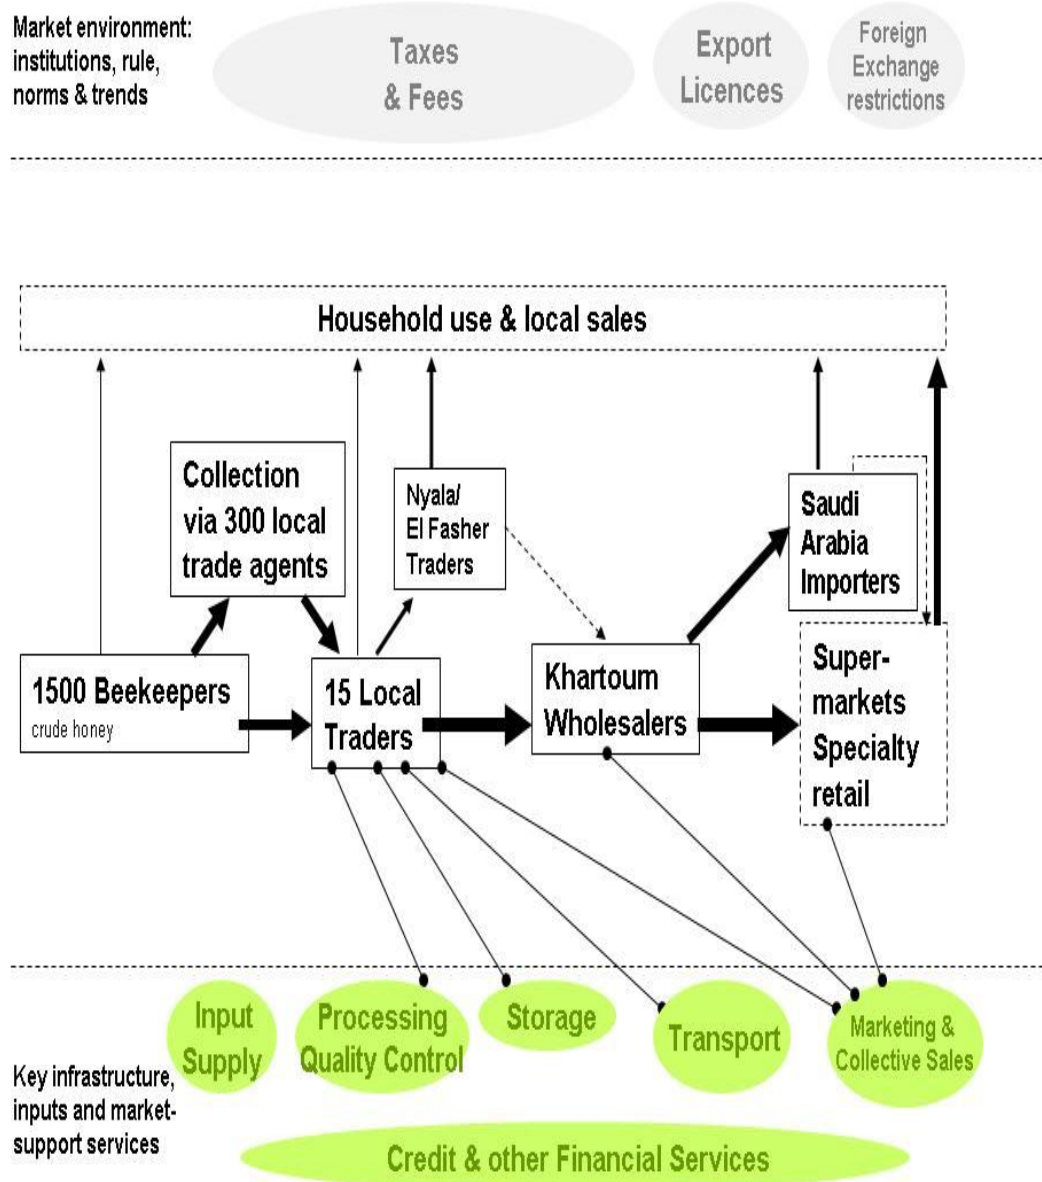 Market environment:
institutions, rule,
norms & trends
Taxes
& Fees
Export
Licences
Foreign
Exchange
restrictions
Household use & local sales
Collection
via 300 local
trade agents
Nyala/
El Fasher
Traders
Saudi
Arabia
Importers
1500 Beekeepers
crude honey
15 Local
Traders
Khartoum
Wholesalers
Super-
markets
Specialty
retail
Input
Supply
Processing
Quality Control
Storage
Transport
Marketing &
Collective Sales
Key infrastructure,
inputs and market-
support services
Credit & other Financial Services